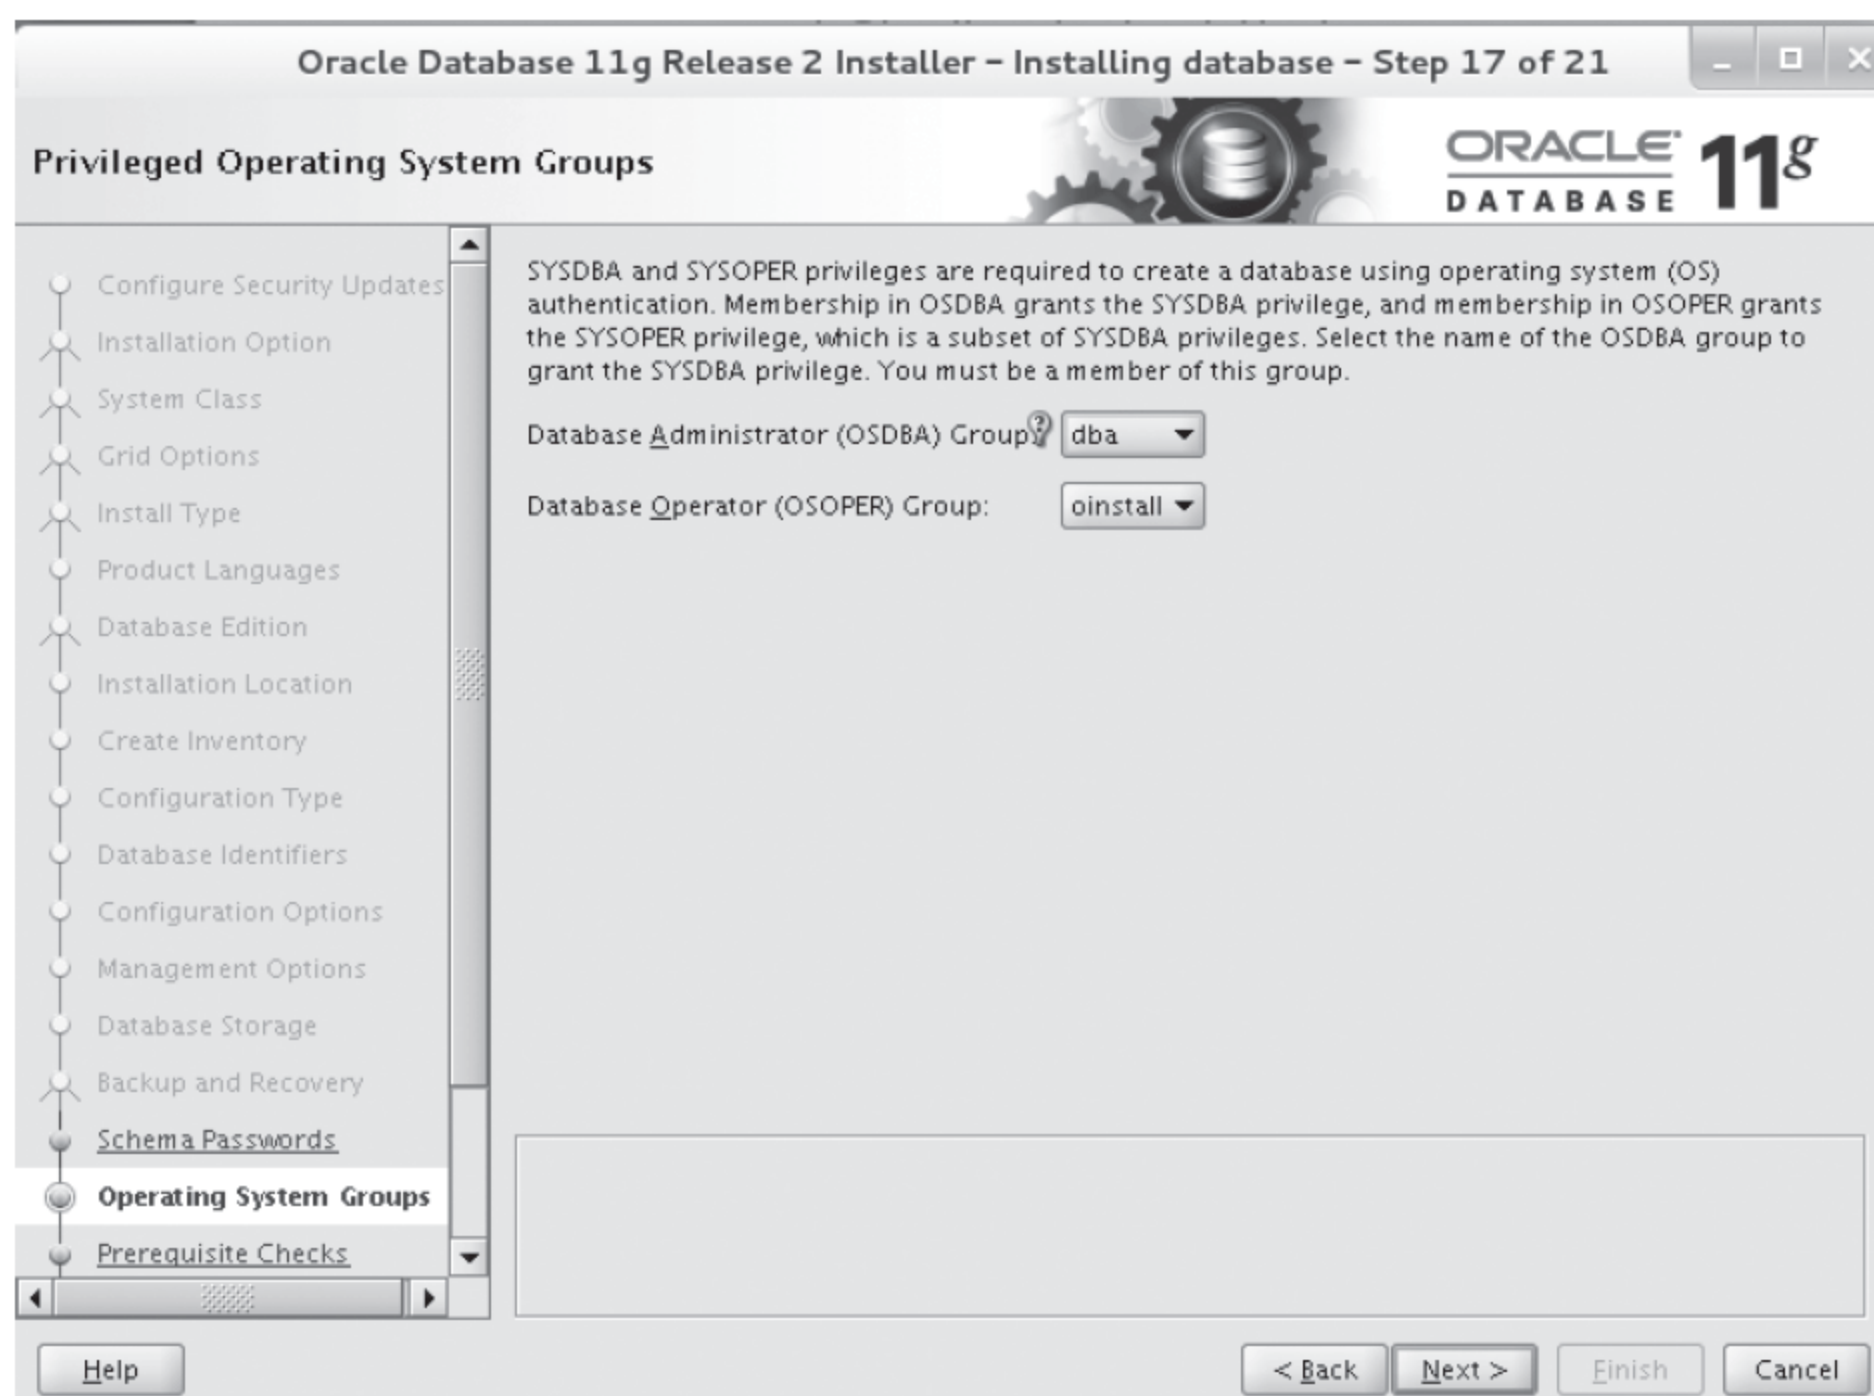 Oracle Database 11g Release 2 Installer – Installing database – Step 17 of 21
Privileged Operating System Groups
ORACLE 11g
DATABASE
Configure Security Updates
Installation Option
System Class
Grid Options
Install Type
Product Languages
Database Edition
Installation Location
Create Inventory
Configuration Type
Database Identifiers
Configuration Options
Management Options
Database Storage
Backup and Recovery
Schema Passwords
Operating System Groups
Prerequisite Checks
SYSDBA and SYSOPER privileges are required to create a database using operating system (OS)
authentication. Membership in OSDBA grants the SYSDBA privilege, and membership in OSOPER grants
the SYSOPER privilege, which is a subset of SYSDBA privileges. Select the name of the OSDBA group to
grant the SYSDBA privilege. You must be a member of this group.
Database Administrator (OSDBA) Group: dba
Database Operator (OSOPER) Group: oinstall
Help
< Back Next > Finish Cancel